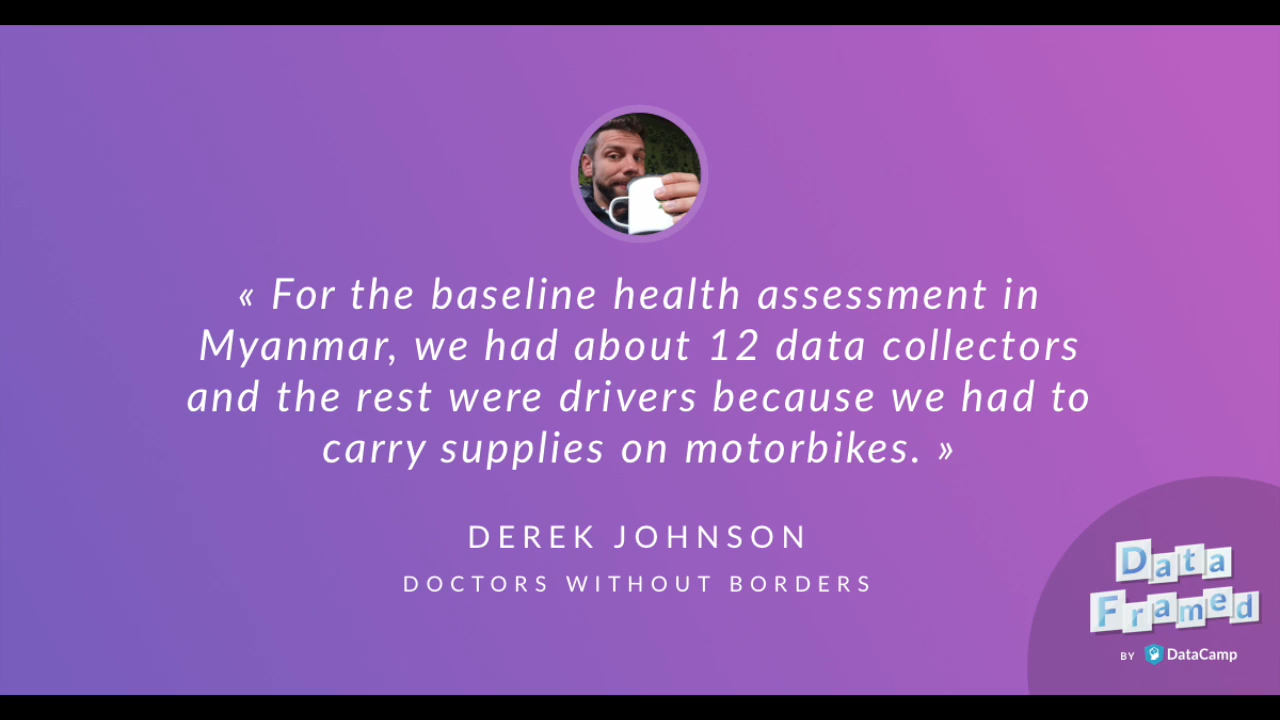 « For the baseline health assessment in
Myanmar, we had about 12 data collectors
and the rest were drivers because we had to
carry supplies on motorbikes. »
DEREK JOHNSON
DOCTORS WITHOUT BORDERS
Data
Framed
BY DataCamp